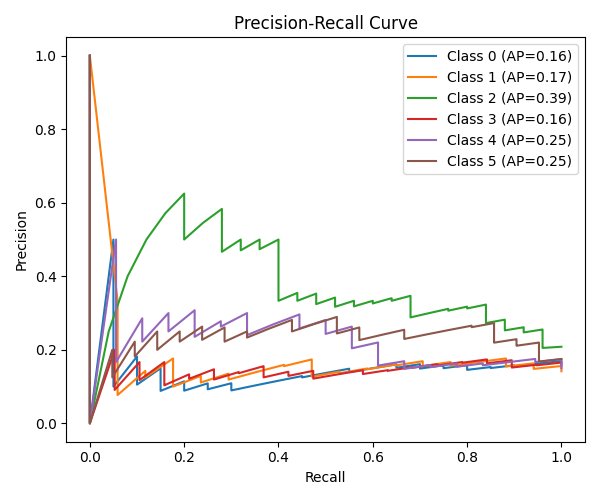 Precision-Recall Curve
Class 0 (AP=0.16)
Class 1 (AP=0.17)
Class 2 (AP=0.39)
Class 3 (AP=0.16)
Class 4 (AP=0.25)
Class 5 (AP=0.25)
Precision
1.0
0.8
0.6
0.4
0.2
0.0
0.0 0.2 0.4 0.6 0.8 1.0
Recall